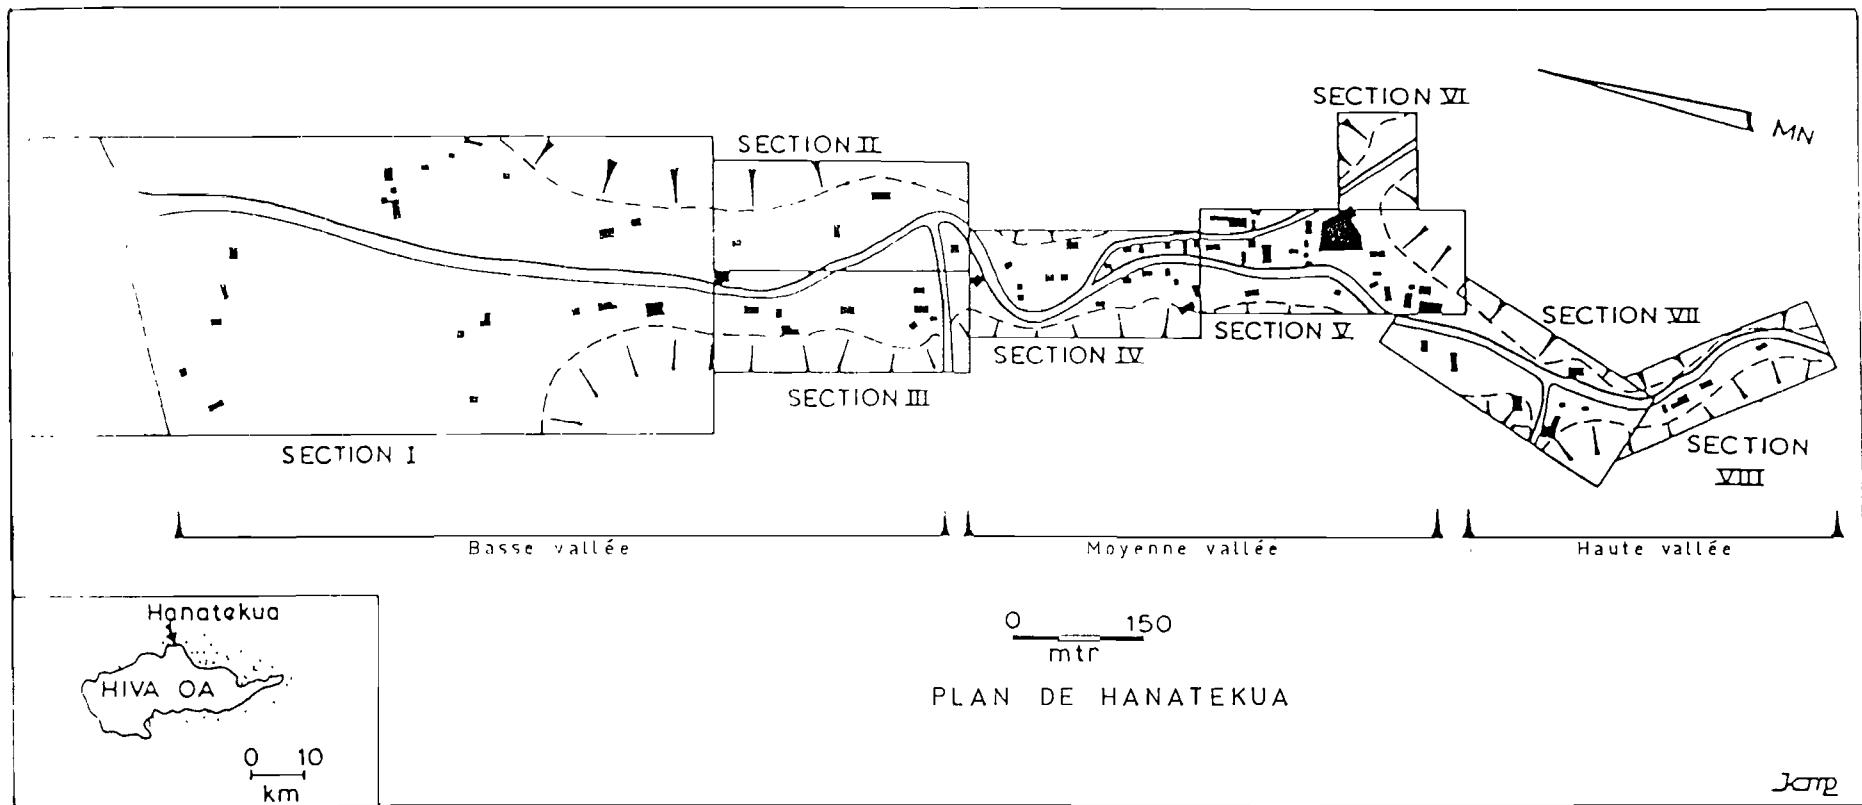 SECTION VI
MN
SECTION II
SECTION VII
SECTION V
SECTION IV
SECTION III
SECTION I
SECTION
VIII
Basse vallée
Moyenne vallée
Haute vallée
Hanatekua
HIVA OA
0 10
km
0 150
mtr
PLAN DE HANATEKUA